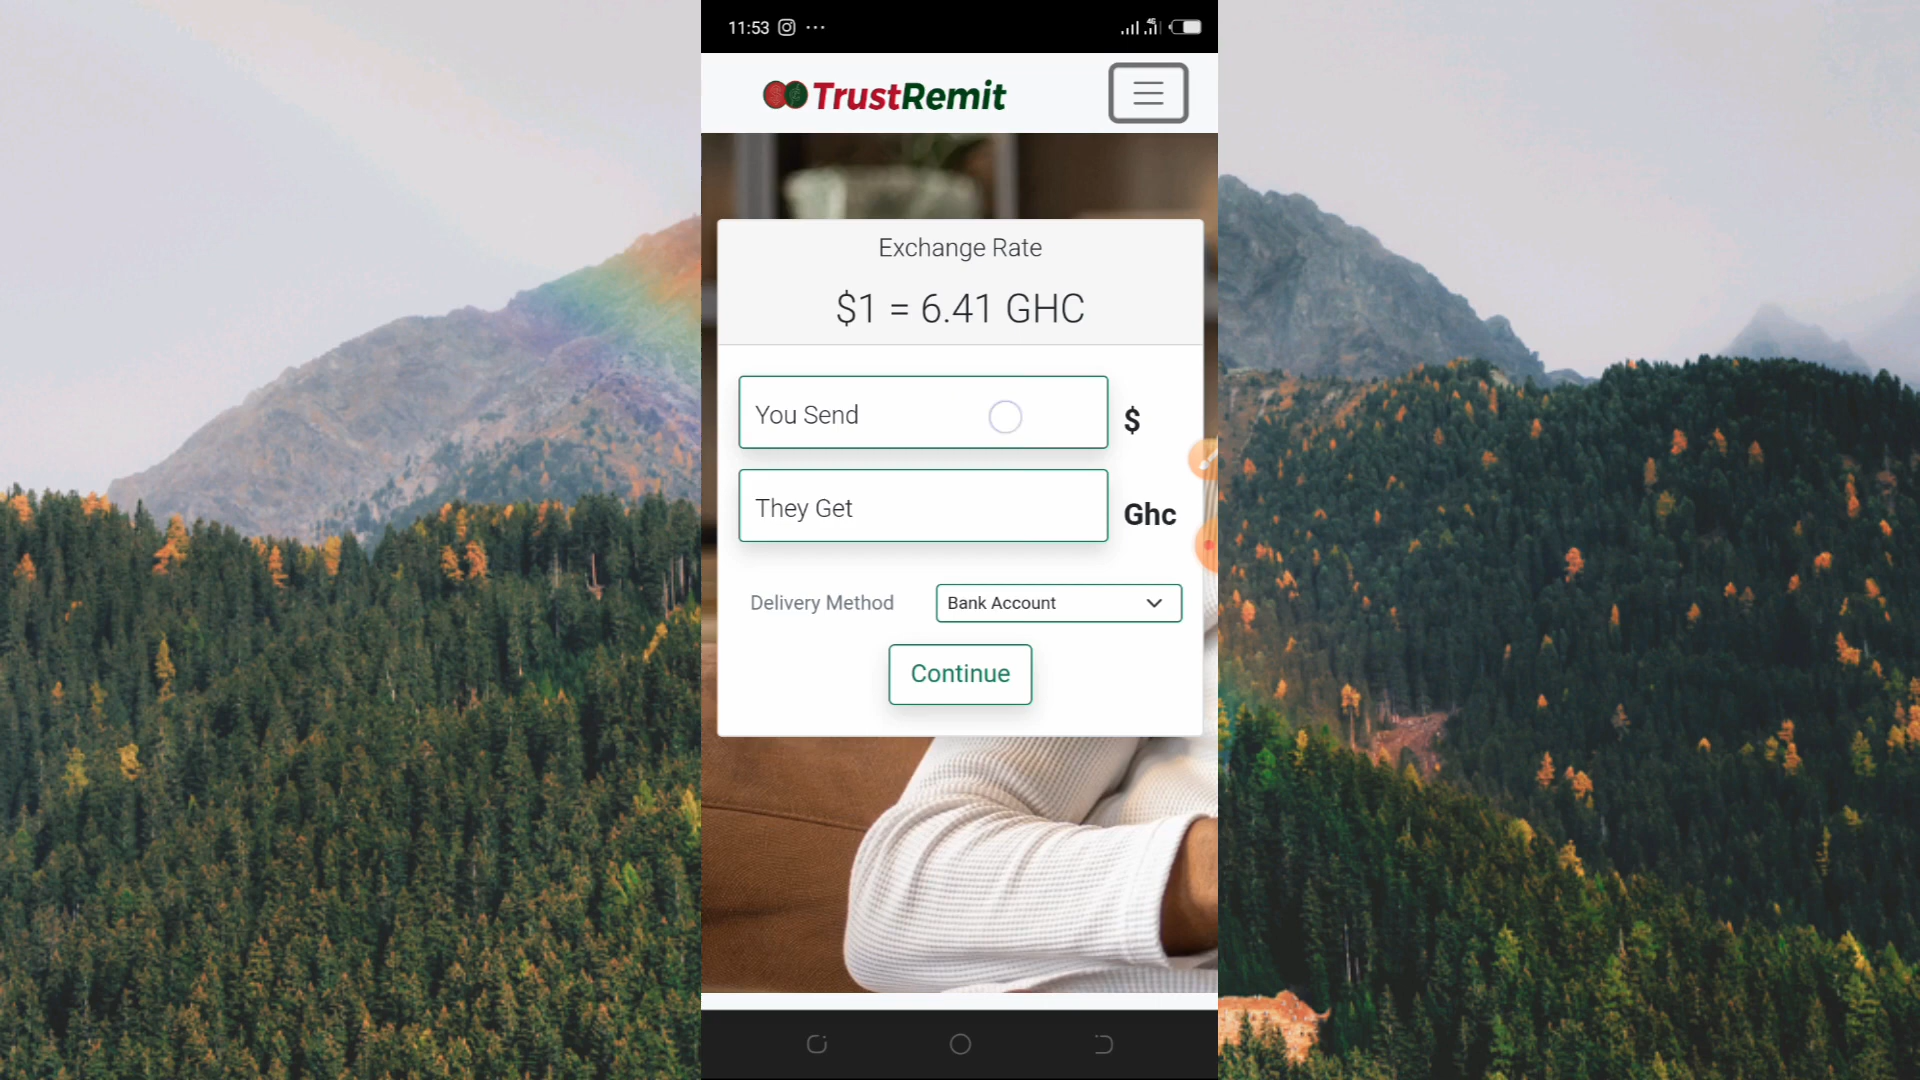 11:53
4G
TrustRemit
Exchange Rate
$1 = 6.41 GHC
You Send
$
They Get
Ghc
Delivery Method
Bank Account
Continue